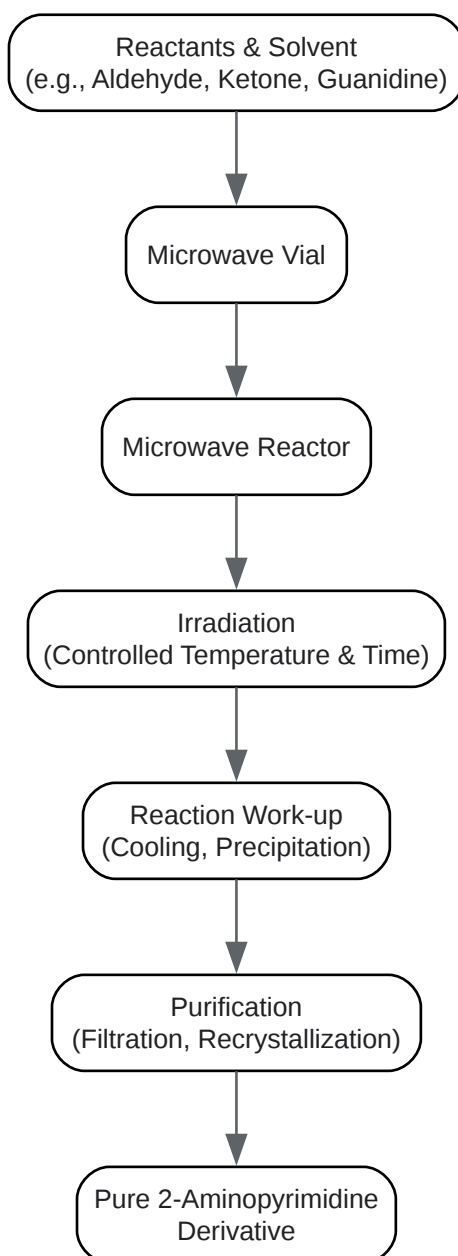 Reactants & Solvent
(e.g., Aldehyde, Ketone, Guanidine)
Microwave Vial
Microwave Reactor
Irradiation
(Controlled Temperature & Time)
Reaction Work-up
(Cooling, Precipitation)
Purification
(Filtration, Recrystallization)
Pure 2-Aminopyrimidine
Derivative